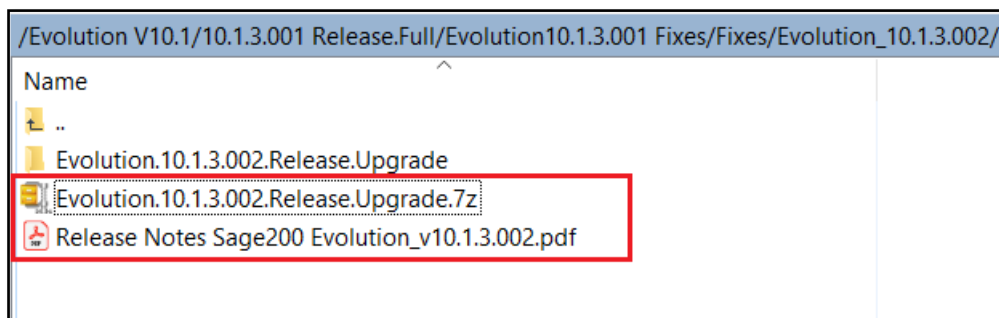 /Evolution V10.1/10.1.3.001 Release.Full/Evolution10.1.3.001 Fixes/Fixes/Evolution_10.1.3.002/
Name
..
Evolution.10.1.3.002.Release.Upgrade
Evolution.10.1.3.002.Release.Upgrade.7z
Release Notes Sage200 Evolution_v10.1.3.002.pdf